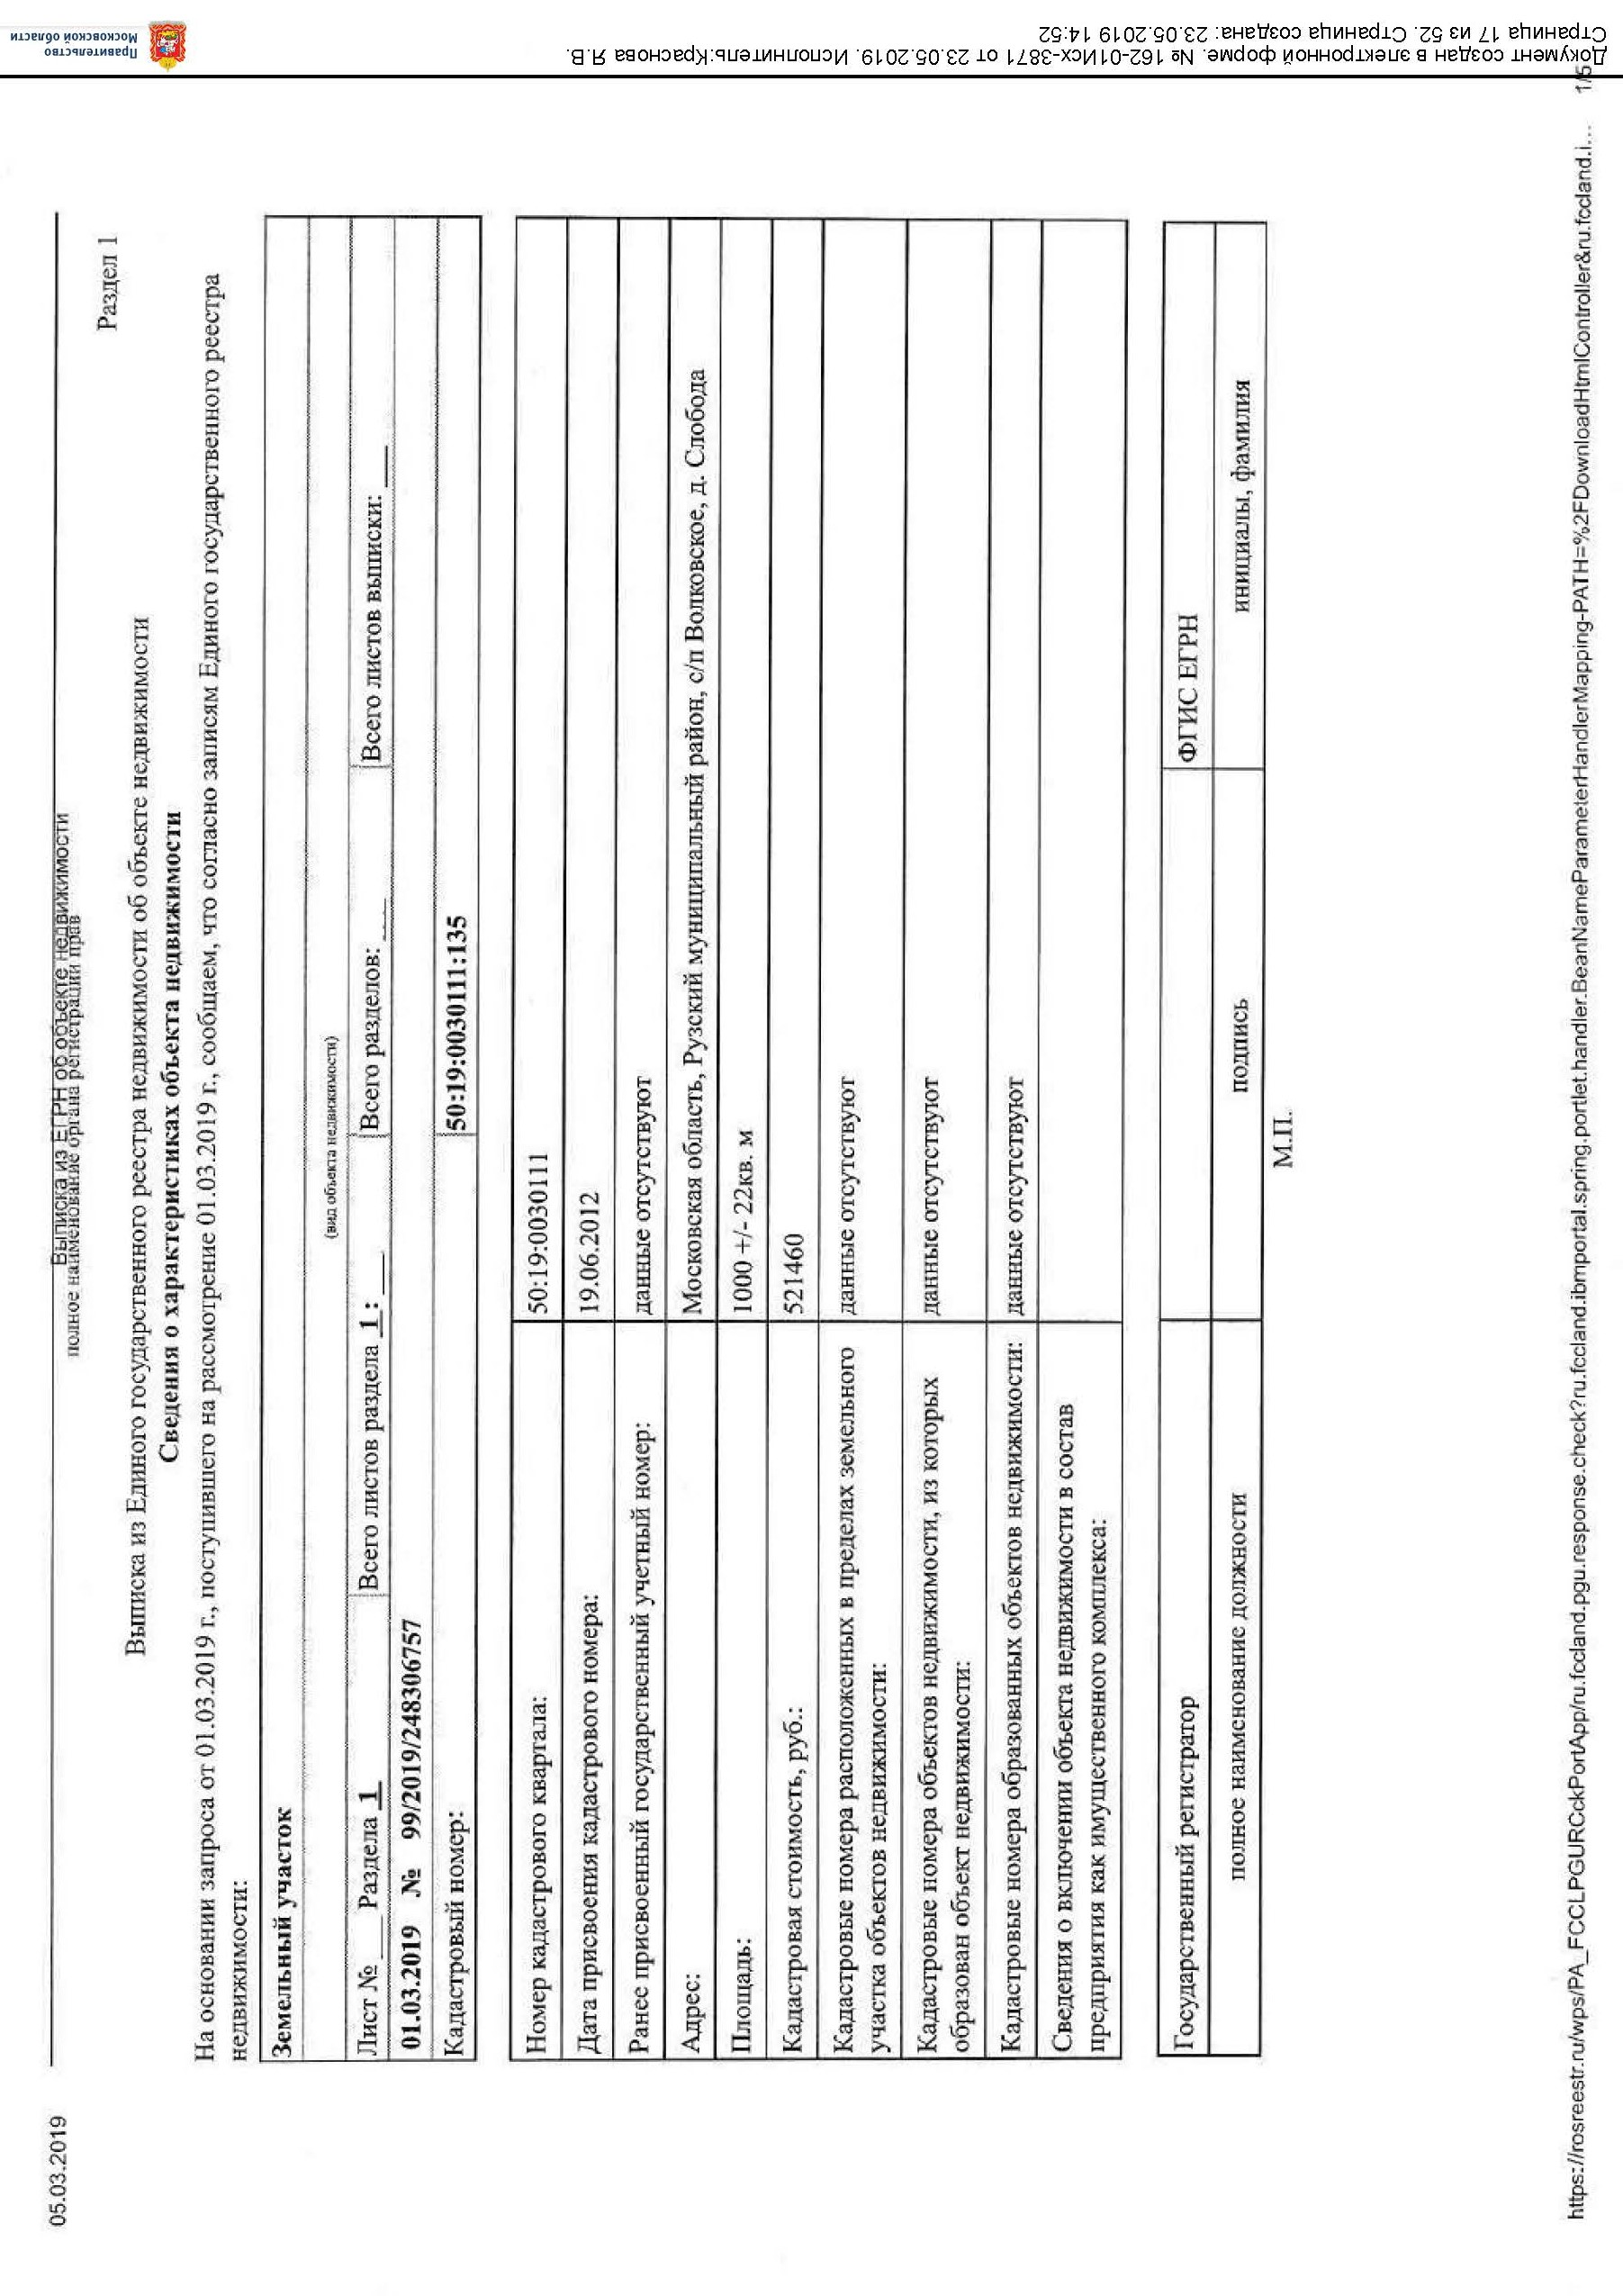 05.03.2019
Выписка из ЕГРН об объекте недвижимости
полное наименование органа регистрации прав
Раздел 1
Выписка из Единого государственного реестра недвижимости об объекте недвижимости
Сведения о характеристиках объекта недвижимости
На основании запроса от 01.03.2019 г., поступившего на рассмотрение 01.03.2019 г., сообщаем, что согласно записям Единого государственного реестра
недвижимости:
Земельный участок
(вид объекта недвижимости)
Лист № ___ Раздела 1 Всего листов раздела 1 : ___ Всего разделов: ___ Всего листов выписки: ___
01.03.2019 № 99/2019/248306757
Кадастровый номер: 50:19:0030111:135
Номер кадастрового квартала: 50:19:0030111
Дата присвоения кадастрового номера: 19.06.2012
Ранее присвоенный государственный учетный номер: данные отсутствуют
Адрес: Московская область, Рузский муниципальный район, с/п Волковское, д. Слобода
Площадь: 1000 +/- 22кв. м
Кадастровая стоимость, руб.: 521460
Кадастровые номера расположенных в пределах земельного данные отсутствуют
участка объектов недвижимости:
Кадастровые номера объектов недвижимости, из которых данные отсутствуют
образован объект недвижимости:
Кадастровые номера образованных объектов недвижимости: данные отсутствуют
Сведения о включении объекта недвижимости в состав
предприятия как имущественного комплекса:
Государственный регистратор ФГИС ЕГРН
полное наименование должности подпись инициалы, фамилия
М.П.
https://rosreestr.ru/wps/PA_FCCLPGURCckPortApp/ru.fccland.pgu.response.check?ru.fccland.ibmportal.spring.portlet.handler.BeanNameParameterHandlerMapping-PATH=%2FDownloadHtmlController&ru.fccland.i... 1/5
Документ создан в электронной форме. № 162-01Исх-3871 от 23.05.2019. Исполнитель:Краснова Я.В.
Страница 17 из 52. Страница создана: 23.05.2019 14:52
Правительство
Московской области